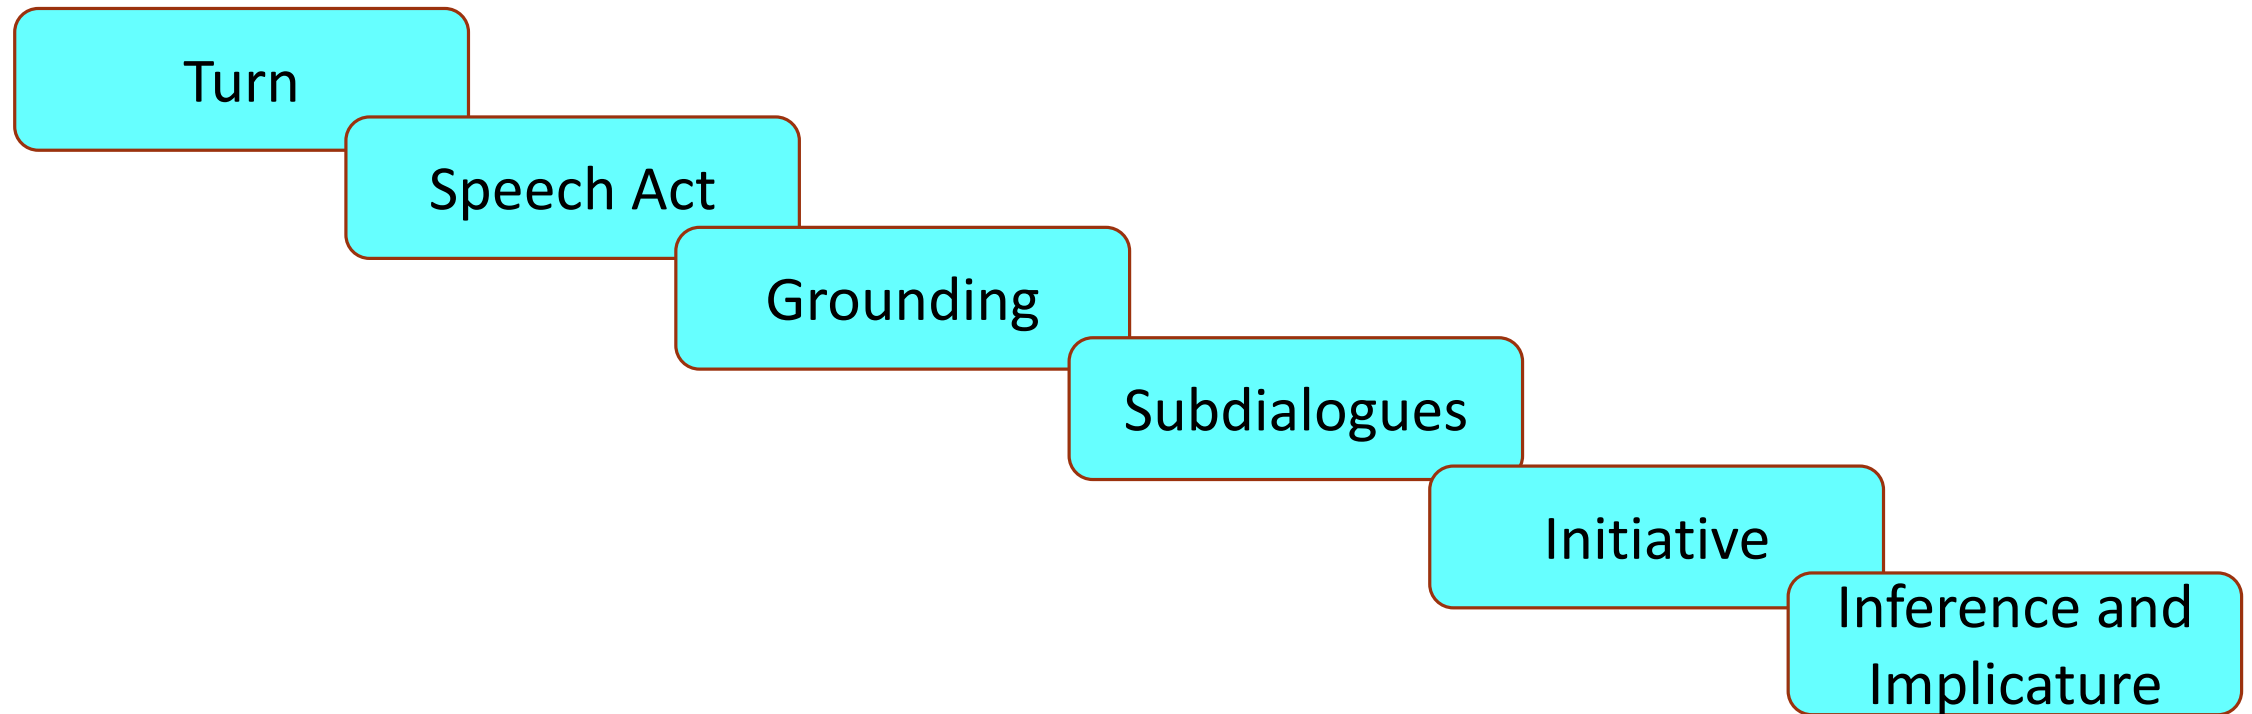 Turn
Speech Act
Grounding
Subdialogues
Initiative
Inference and
Implicature